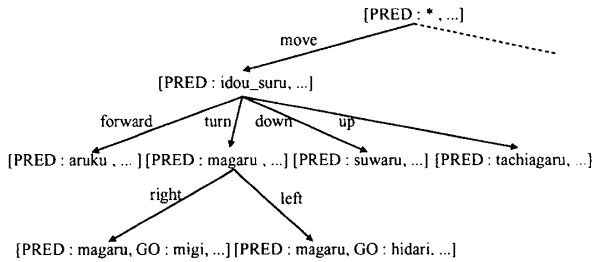 [PRED : * , ...]
move
[PRED : idou_suru, ...]
forward turn down up
[PRED : aruku , ... ] [PRED : magaru , ...] [PRED : suwaru, ...] {PRED : tachiagaru, ...}
right left
{PRED : magaru, GO : migi, ...] [PRED : magaru, GO : hidari, ...]